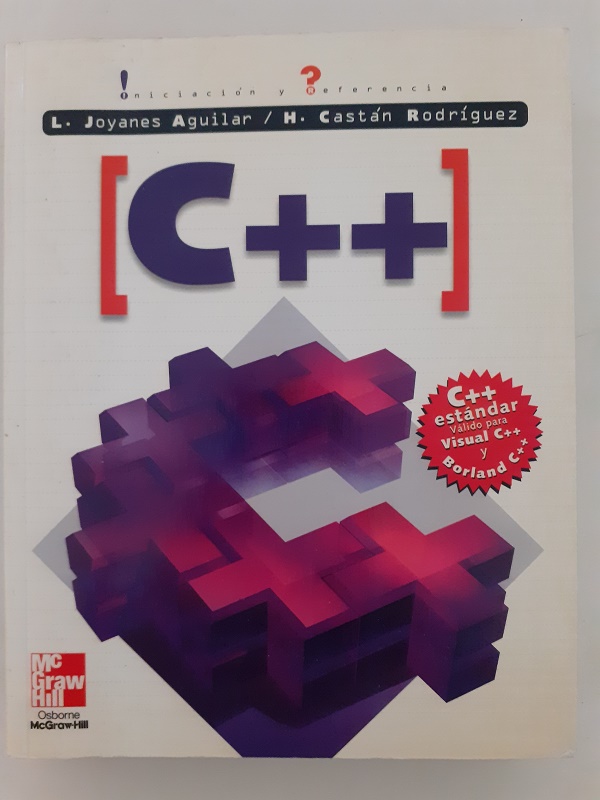 Iniciación y Referencia
L. Joyanes Aguilar / H. Castán Rodríguez
[C++]
C++
estándar
Válido para
Visual C++
y
Borland C++
Mc
Graw
Hill
Osborne
McGraw-Hill